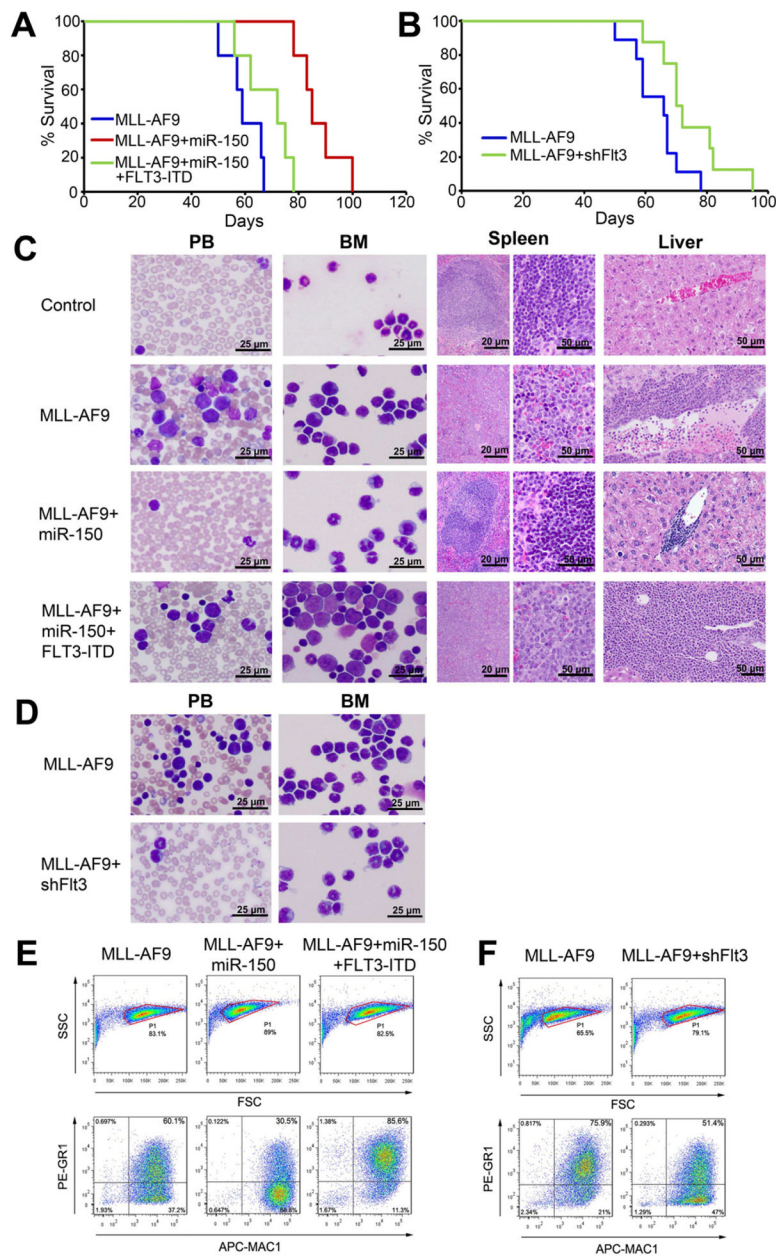 A
B
100
80
60
40
20
0
% Survival
MLL-AF9
MLL-AF9+miR-150
MLL-AF9+miR-150
+FLT3-ITD
0 20 40 60 80 100 120
Days
100
80
60
40
20
0
% Survival
MLL-AF9
MLL-AF9+shFlt3
0 20 40 60 80 100
Days
C
PB BM Spleen Liver
Control
25 µm 25 µm 20 µm 50 µm 50 µm
MLL-AF9
25 µm 25 µm 20 µm 50 µm 50 µm
MLL-AF9+
miR-150
25 µm 25 µm 20 µm 50 µm 50 µm
MLL-AF9+
miR-150+
FLT3-ITD
25 µm 25 µm 20 µm 50 µm 50 µm
D
PB BM
MLL-AF9
25 µm 25 µm
MLL-AF9+
shFlt3
25 µm 25 µm
E
MLL-AF9
MLL-AF9+
miR-150
MLL-AF9+miR-150
+FLT3-ITD
SSC
P1
83.1%
P1
89%
P1
82.5%
FSC
PE-GR1
0.697% 60.1%
1.93% 37.2%
0.122% 30.5%
0.647%
1.38% 85.6%
1.67% 11.3%
APC-MAC1
F
MLL-AF9 MLL-AF9+shFlt3
SSC
P1
65.5%
P1
79.1%
FSC
PE-GR1
0.817% 75.9%
2.34% 21%
0.293% 51.4%
1.29% 47%
APC-MAC1